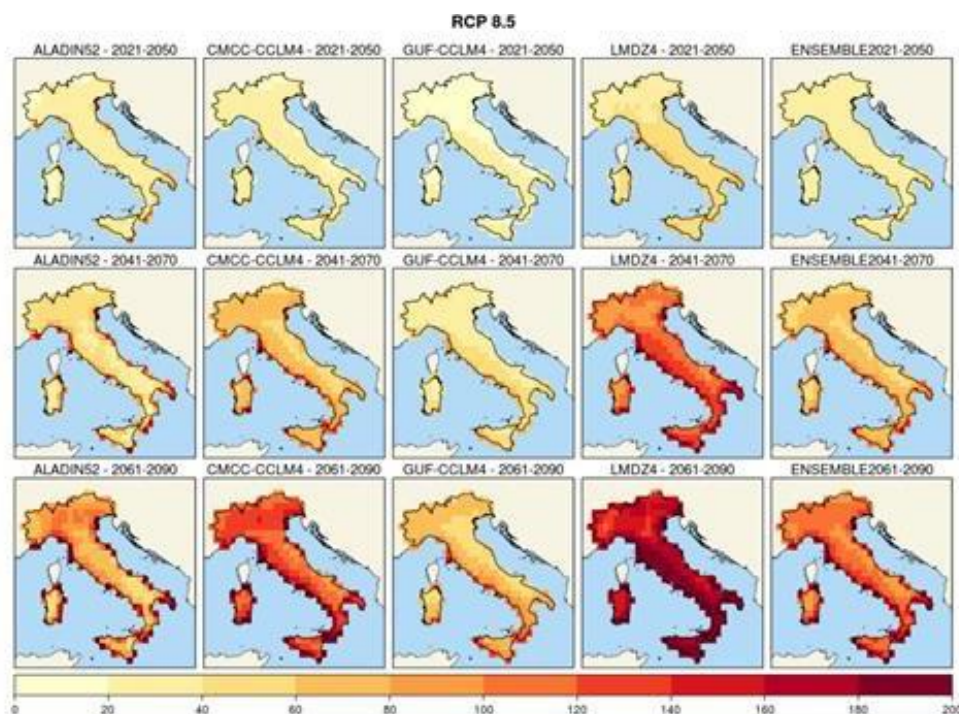 RCP 8.5
ALADIN52 - 2021-2050 CMCC-CCLM4 - 2021-2050 GUF-CCLM4 - 2021-2050 LMDZ4 - 2021-2050 ENSEMBLE2021-2050
ALADIN52 - 2041-2070 CMCC-CCLM4 - 2041-2070 GUF-CCLM4 - 2041-2070 LMDZ4 - 2041-2070 ENSEMBLE2041-2070
ALADIN52 - 2061-2090 CMCC-CCLM4 - 2061-2090 GUF-CCLM4 - 2061-2090 LMDZ4 - 2061-2090 ENSEMBLE2061-2090
0 20 40 60 80 100 120 140 160 180 200